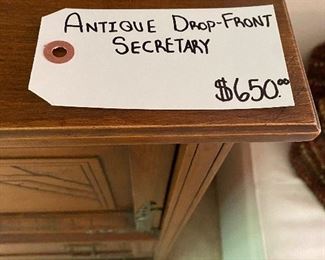 ANTIQUE DROP-FRONT
SECRETARY
$650.00